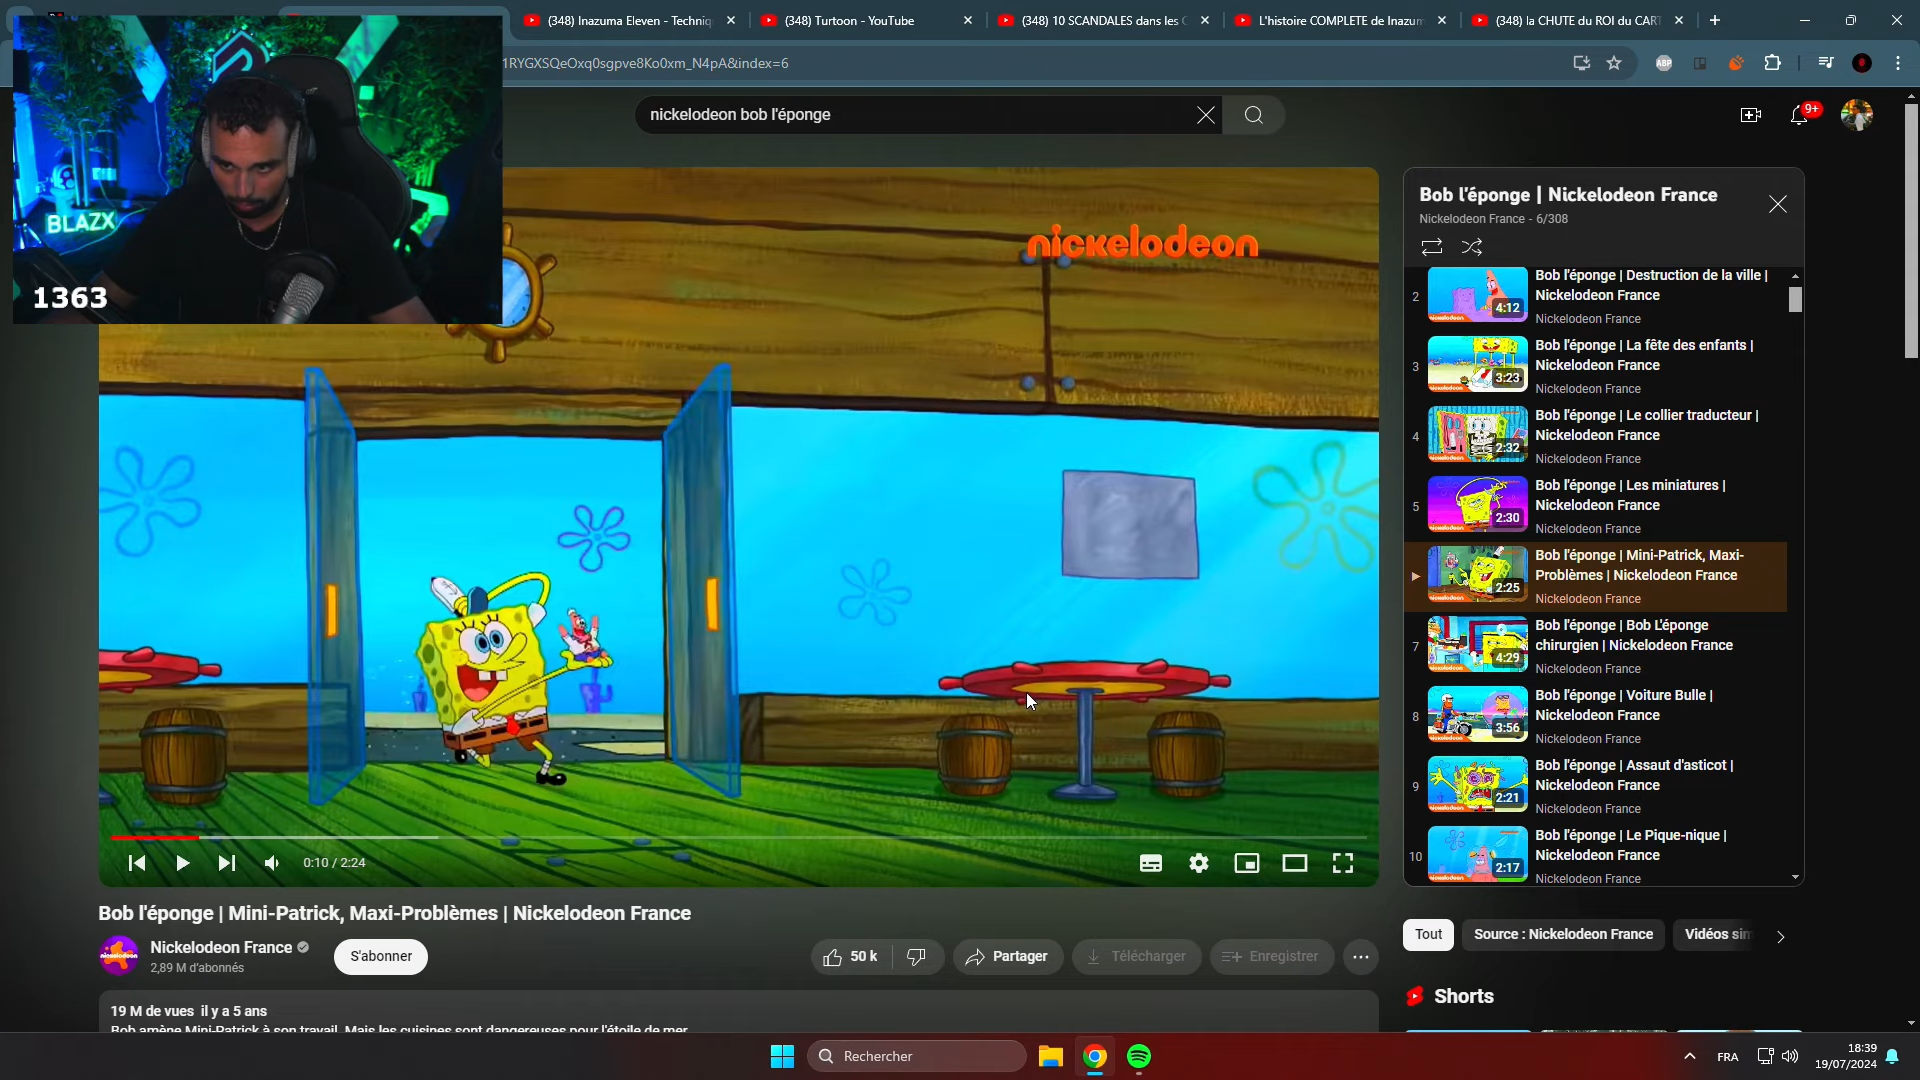 (348) Inazuma Eleven - Techniq
(348) Turtoon - YouTube
(348) 10 SCANDALES dans les C
L'histoire COMPLETE de Inazum
(348) la CHUTE du ROI du CART
1RYGXSQeOxq0sgpve8Ko0xm_N4pA&index=6
ABP
nickelodeon bob l'éponge
9+
BLAZX
1363
nickelodeon
Bob l'éponge | Nickelodeon France
Nickelodeon France - 6/308
2
4:12
Bob l'éponge | Destruction de la ville |
Nickelodeon France
Nickelodeon France
3
3:23
Bob l'éponge | La fête des enfants |
Nickelodeon France
Nickelodeon France
4
2:32
Bob l'éponge | Le collier traducteur |
Nickelodeon France
Nickelodeon France
5
2:30
Bob l'éponge | Les miniatures |
Nickelodeon France
Nickelodeon France
2:25
Bob l'éponge | Mini-Patrick, Maxi-
Problèmes | Nickelodeon France
Nickelodeon France
7
4:29
Bob l'éponge | Bob L'éponge
chirurgien | Nickelodeon France
Nickelodeon France
8
3:56
Bob l'éponge | Voiture Bulle |
Nickelodeon France
Nickelodeon France
9
2:21
Bob l'éponge | Assaut d'asticot |
Nickelodeon France
Nickelodeon France
10
2:17
Bob l'éponge | Le Pique-nique |
Nickelodeon France
Nickelodeon France
0:10 / 2:24
Bob l'éponge | Mini-Patrick, Maxi-Problèmes | Nickelodeon France
Nickelodeon France
2,89 M d'abonnés
S'abonner
50 k
Partager
Télécharger
Enregistrer
Tout
Source : Nickelodeon France
Vidéos sim
Shorts
19 M de vues il y a 5 ans
Bob amène Mini-Patrick à son travail. Mais les cuisines sont dangereuses pour l'étoile de mer
Rechercher
FRA
18:39
19/07/2024